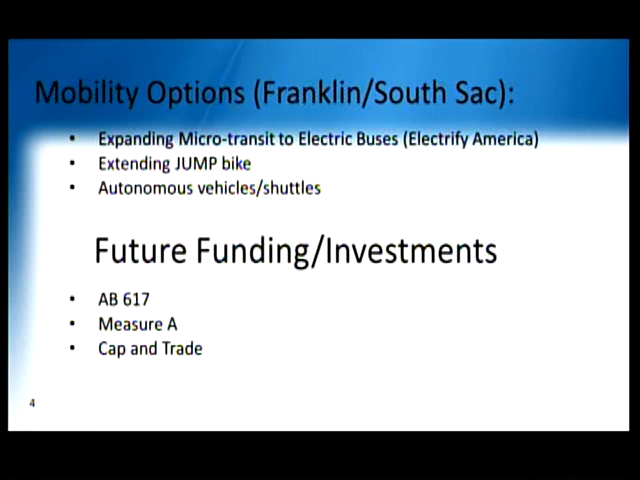 Mobility Options (Franklin/South Sac):
• Expanding Micro-transit to Electric Buses (Electrify America)
• Extending JUMP bike
• Autonomous vehicles/shuttles
Future Funding/Investments
• AB 617
• Measure A
• Cap and Trade
4